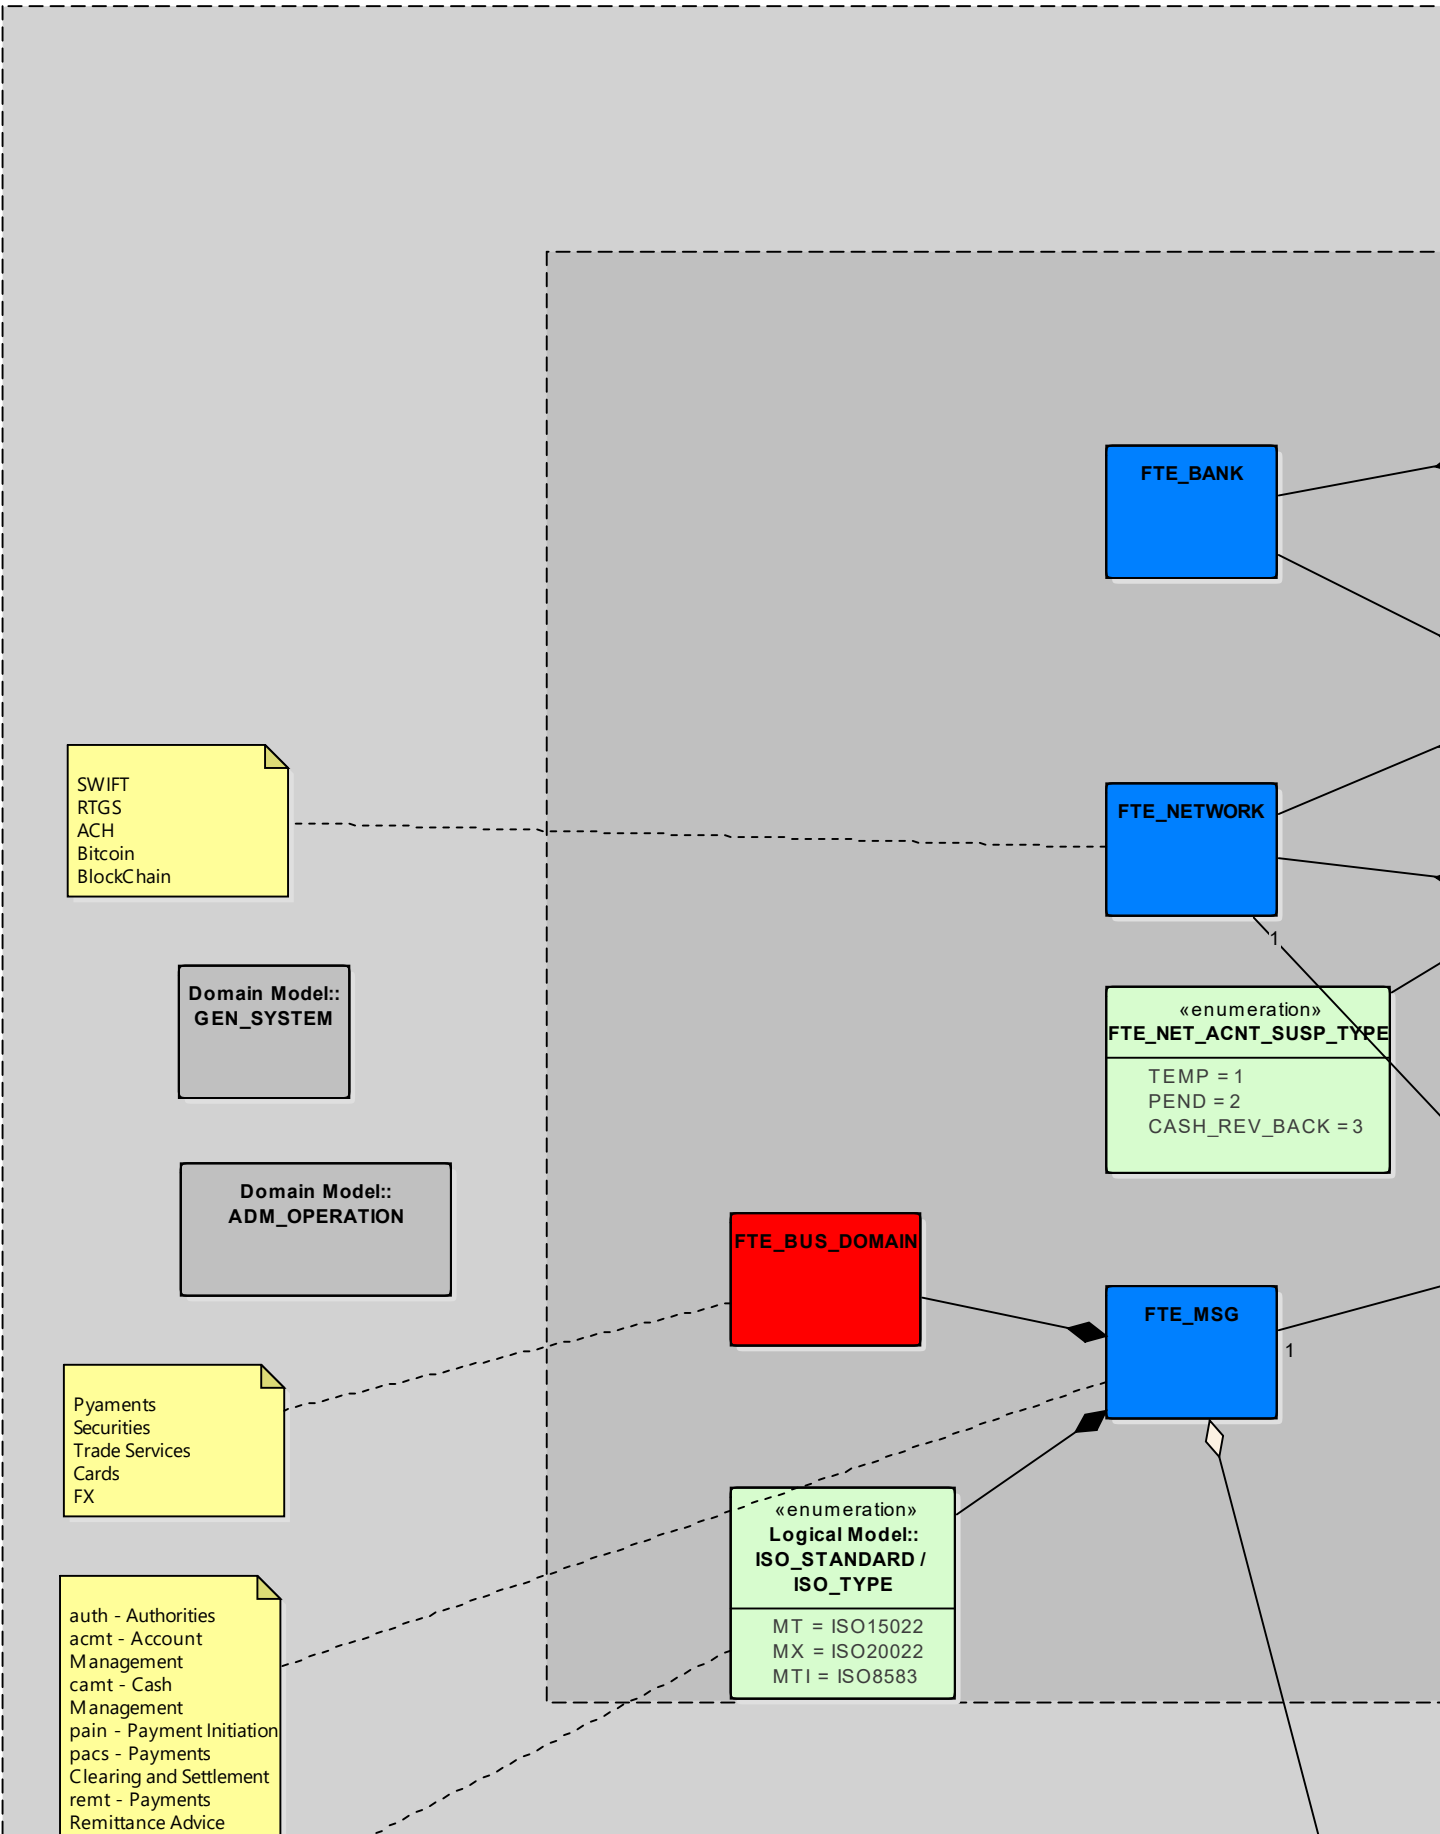 FTE_BANK
SWIFT
RTGS
ACH
Bitcoin
BlockChain
FTE_NETWORK
1
Domain Model::
GEN_SYSTEM
«enumeration»
FTE_NET_ACNT_SUSP_TYPE
TEMP = 1
PEND = 2
CASH_REV_BACK = 3
Domain Model::
ADM_OPERATION
FTE_BUS_DOMAIN
FTE_MSG
1
Pyaments
Securities
Trade Services
Cards
FX
«enumeration»
Logical Model::
ISO_STANDARD /
ISO_TYPE
MT = ISO15022
MX = ISO20022
MTI = ISO8583
auth - Authorities
acmt - Account
Management
camt - Cash
Management
pain - Payment Initiation
pacs - Payments
Clearing and Settlement
remt - Payments
Remittance Advice